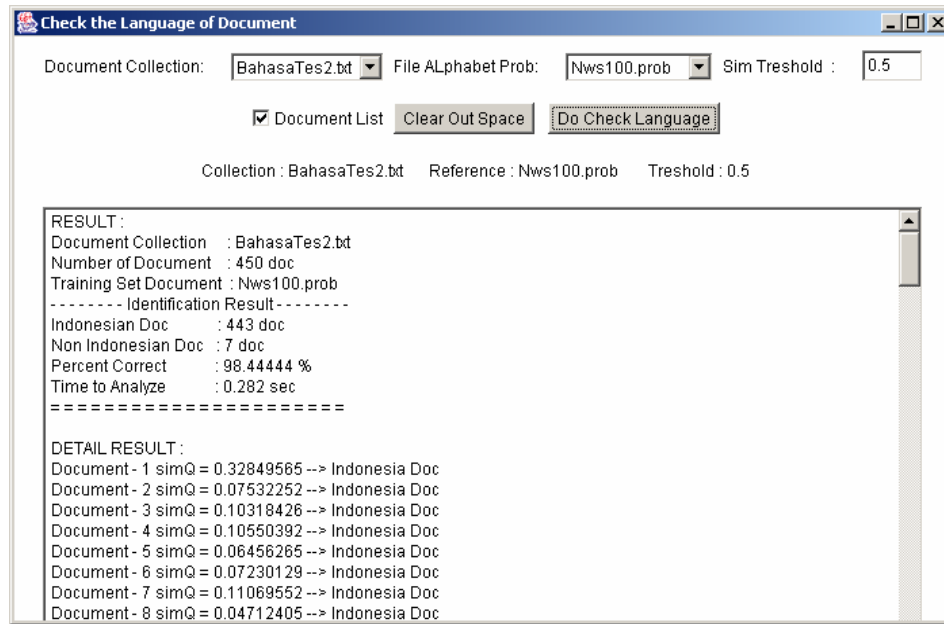 Check the Language of Document
Document Collection: BahasaTes2.txt File ALphabet Prob: Nws100.prob Sim Treshold : 0.5
Document List Clear Out Space Do Check Language
Collection : BahasaTes2.txt Reference : Nws100.prob Treshold : 0.5
RESULT :
Document Collection : BahasaTes2.txt
Number of Document : 450 doc
Training Set Document : Nws100.prob
- - - - - - - - Identification Result - - - - - - - -
Indonesian Doc : 443 doc
Non Indonesian Doc : 7 doc
Percent Correct : 98.44444 %
Time to Analyze : 0.282 sec
= = = = = = = = = = = = = = = = = = = = = =
DETAIL RESULT :
Document - 1 simQ = 0.32849565 --> Indonesia Doc
Document - 2 simQ = 0.07532252 --> Indonesia Doc
Document - 3 simQ = 0.10318426 --> Indonesia Doc
Document - 4 simQ = 0.10550392 --> Indonesia Doc
Document - 5 simQ = 0.06456265 --> Indonesia Doc
Document - 6 simQ = 0.07230129 --> Indonesia Doc
Document - 7 simQ = 0.11069552 --> Indonesia Doc
Document - 8 simQ = 0.04712405 --> Indonesia Doc